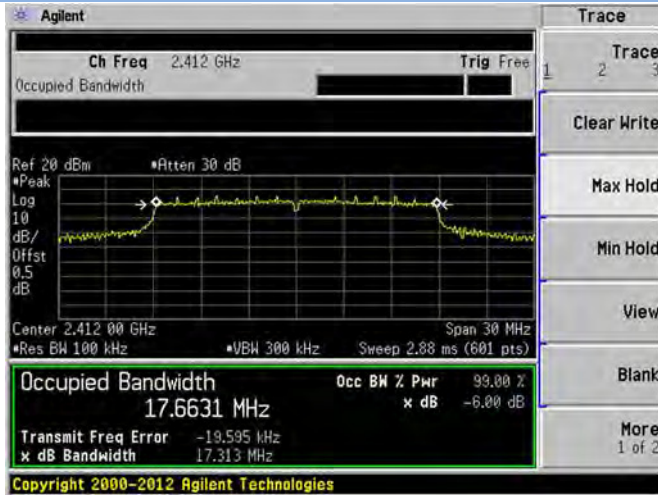 Agilent
Trace
Ch Freq 2.412 GHz Trig Free
Occupied Bandwidth
Trace
1 2 3
Clear Write
Max Hold
Min Hold
View
Blank
More
1 of 2
Ref 20 dBm *Atten 30 dB
*Peak
Log
10
dB/
Offst
0.5
dB
Center 2.412 00 GHz Span 30 MHz
*Res BW 100 kHz *VBW 300 kHz Sweep 2.88 ms (601 pts)
Occupied Bandwidth Occ BW % Pwr 99.00 %
17.6631 MHz x dB -6.00 dB
Transmit Freq Error -19.595 kHz
x dB Bandwidth 17.313 MHz
Copyright 2000-2012 Agilent Technologies